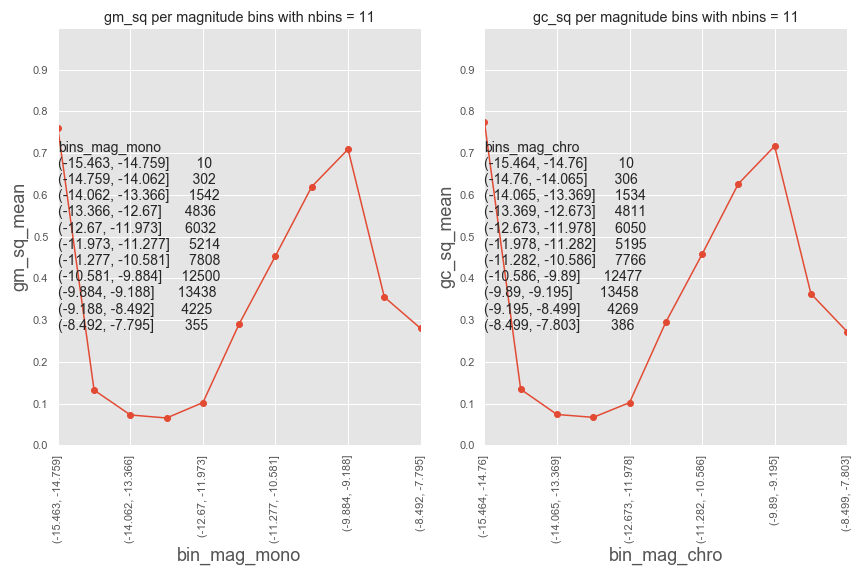 gm_sq per magnitude bins with nbins = 11
0.9
0.8
0.7
0.6
0.5
0.4
0.3
0.2
0.1
0.0
gm_sq_mean
bins_mag_mono
(-15.463, -14.759] 10
(-14.759, -14.062] 302
(-14.062, -13.366] 1542
(-13.366, -12.67] 4836
(-12.67, -11.973] 6032
(-11.973, -11.277] 5214
(-11.277, -10.581] 7808
(-10.581, -9.884] 12500
(-9.884, -9.188] 13438
(-9.188, -8.492] 4225
(-8.492, -7.795] 355
(-15.463, -14.759]
(-14.062, -13.366]
(-12.67, -11.973]
(-11.277, -10.581]
(-9.884, -9.188]
(-8.492, -7.795]
bin_mag_mono
gc_sq per magnitude bins with nbins = 11
0.9
0.8
0.7
0.6
0.5
0.4
0.3
0.2
0.1
0.0
gc_sq_mean
bins_mag_chro
(-15.464, -14.76] 10
(-14.76, -14.065] 306
(-14.065, -13.369] 1534
(-13.369, -12.673] 4811
(-12.673, -11.978] 6050
(-11.978, -11.282] 5195
(-11.282, -10.586] 7766
(-10.586, -9.89] 12477
(-9.89, -9.195] 13458
(-9.195, -8.499] 4269
(-8.499, -7.803] 386
(-15.464, -14.76]
(-14.065, -13.369]
(-12.673, -11.978]
(-11.282, -10.586]
(-9.89, -9.195]
(-8.499, -7.803]
bin_mag_chro